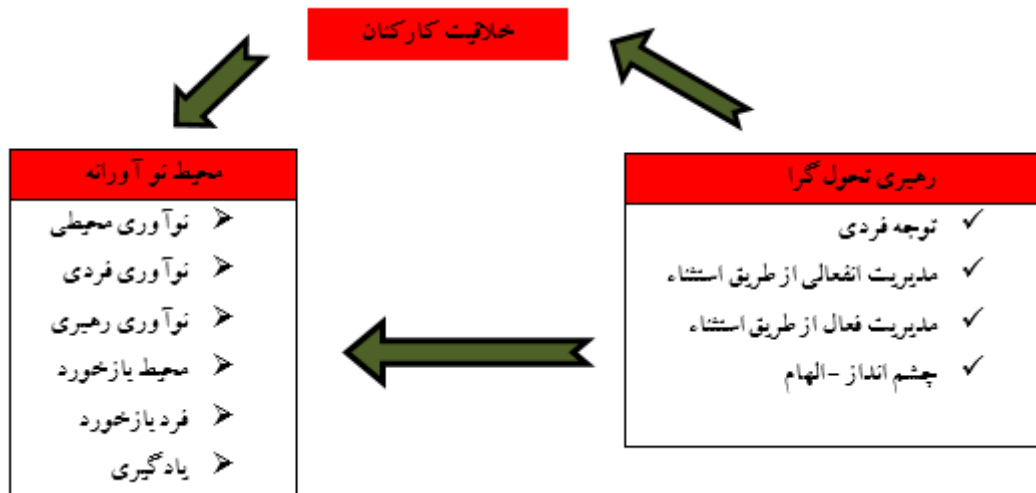 خلاقیت کارکنان
رهبری تحول گرا
توجه فردی
مدیریت انفعالی از طریق استثناء
مدیریت فعال از طریق استثناء
چشم انداز -الهام
محیط نو آورانه
نوآوری محیطی
نوآوری فردی
نوآوری رهبری
محیط بازخورد
فرد بازخورد
یادگیری